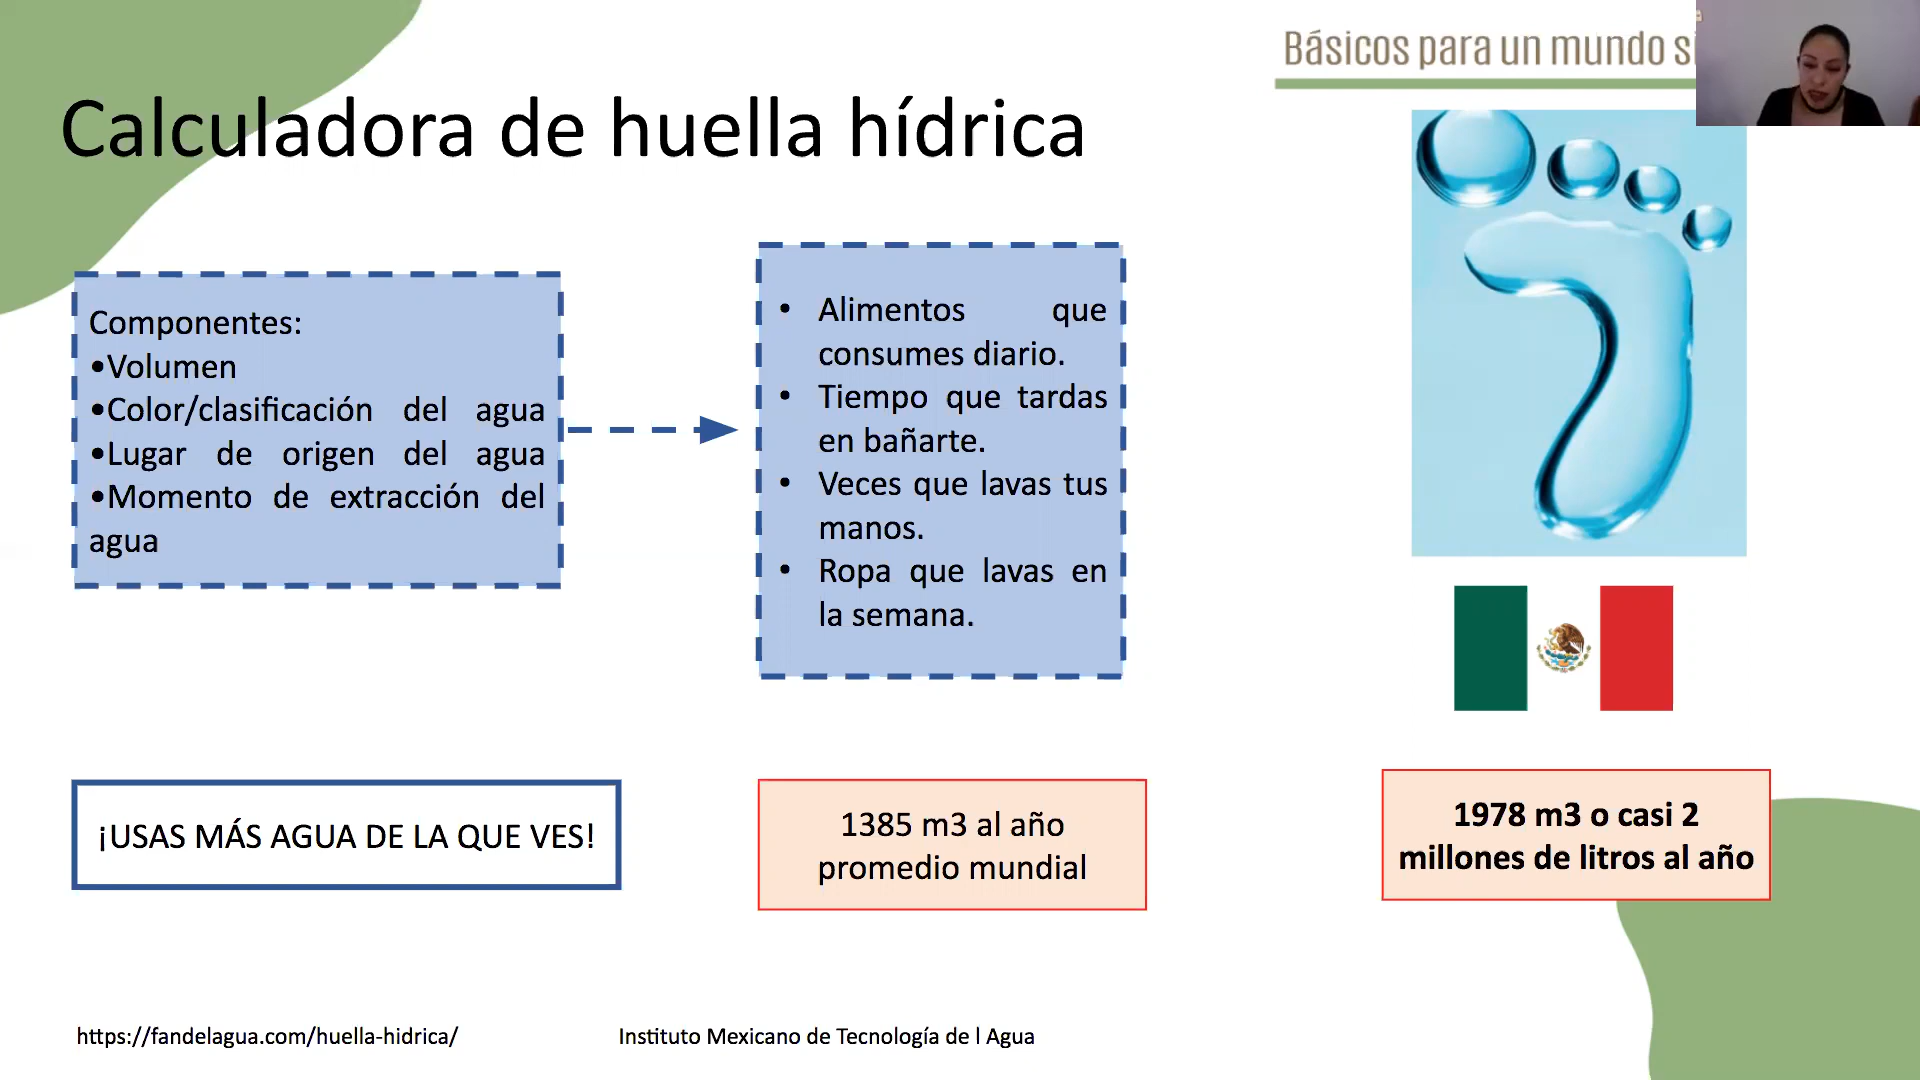 Básicos para un mundo
Calculadora de huella hídrica
Componentes:
•Volumen
•Color/clasificación del agua
•Lugar de origen del agua
•Momento de extracción del
agua
• Alimentos que
consumes diario.
• Tiempo que tardas
en bañarte.
• Veces que lavas tus
manos.
• Ropa que lavas en
la semana.
¡USAS MÁS AGUA DE LA QUE VES!
1385 m3 al año
promedio mundial
1978 m3 o casi 2
millones de litros al año
https://fandelagua.com/huella-hidrica/
Instituto Mexicano de Tecnología de l Agua